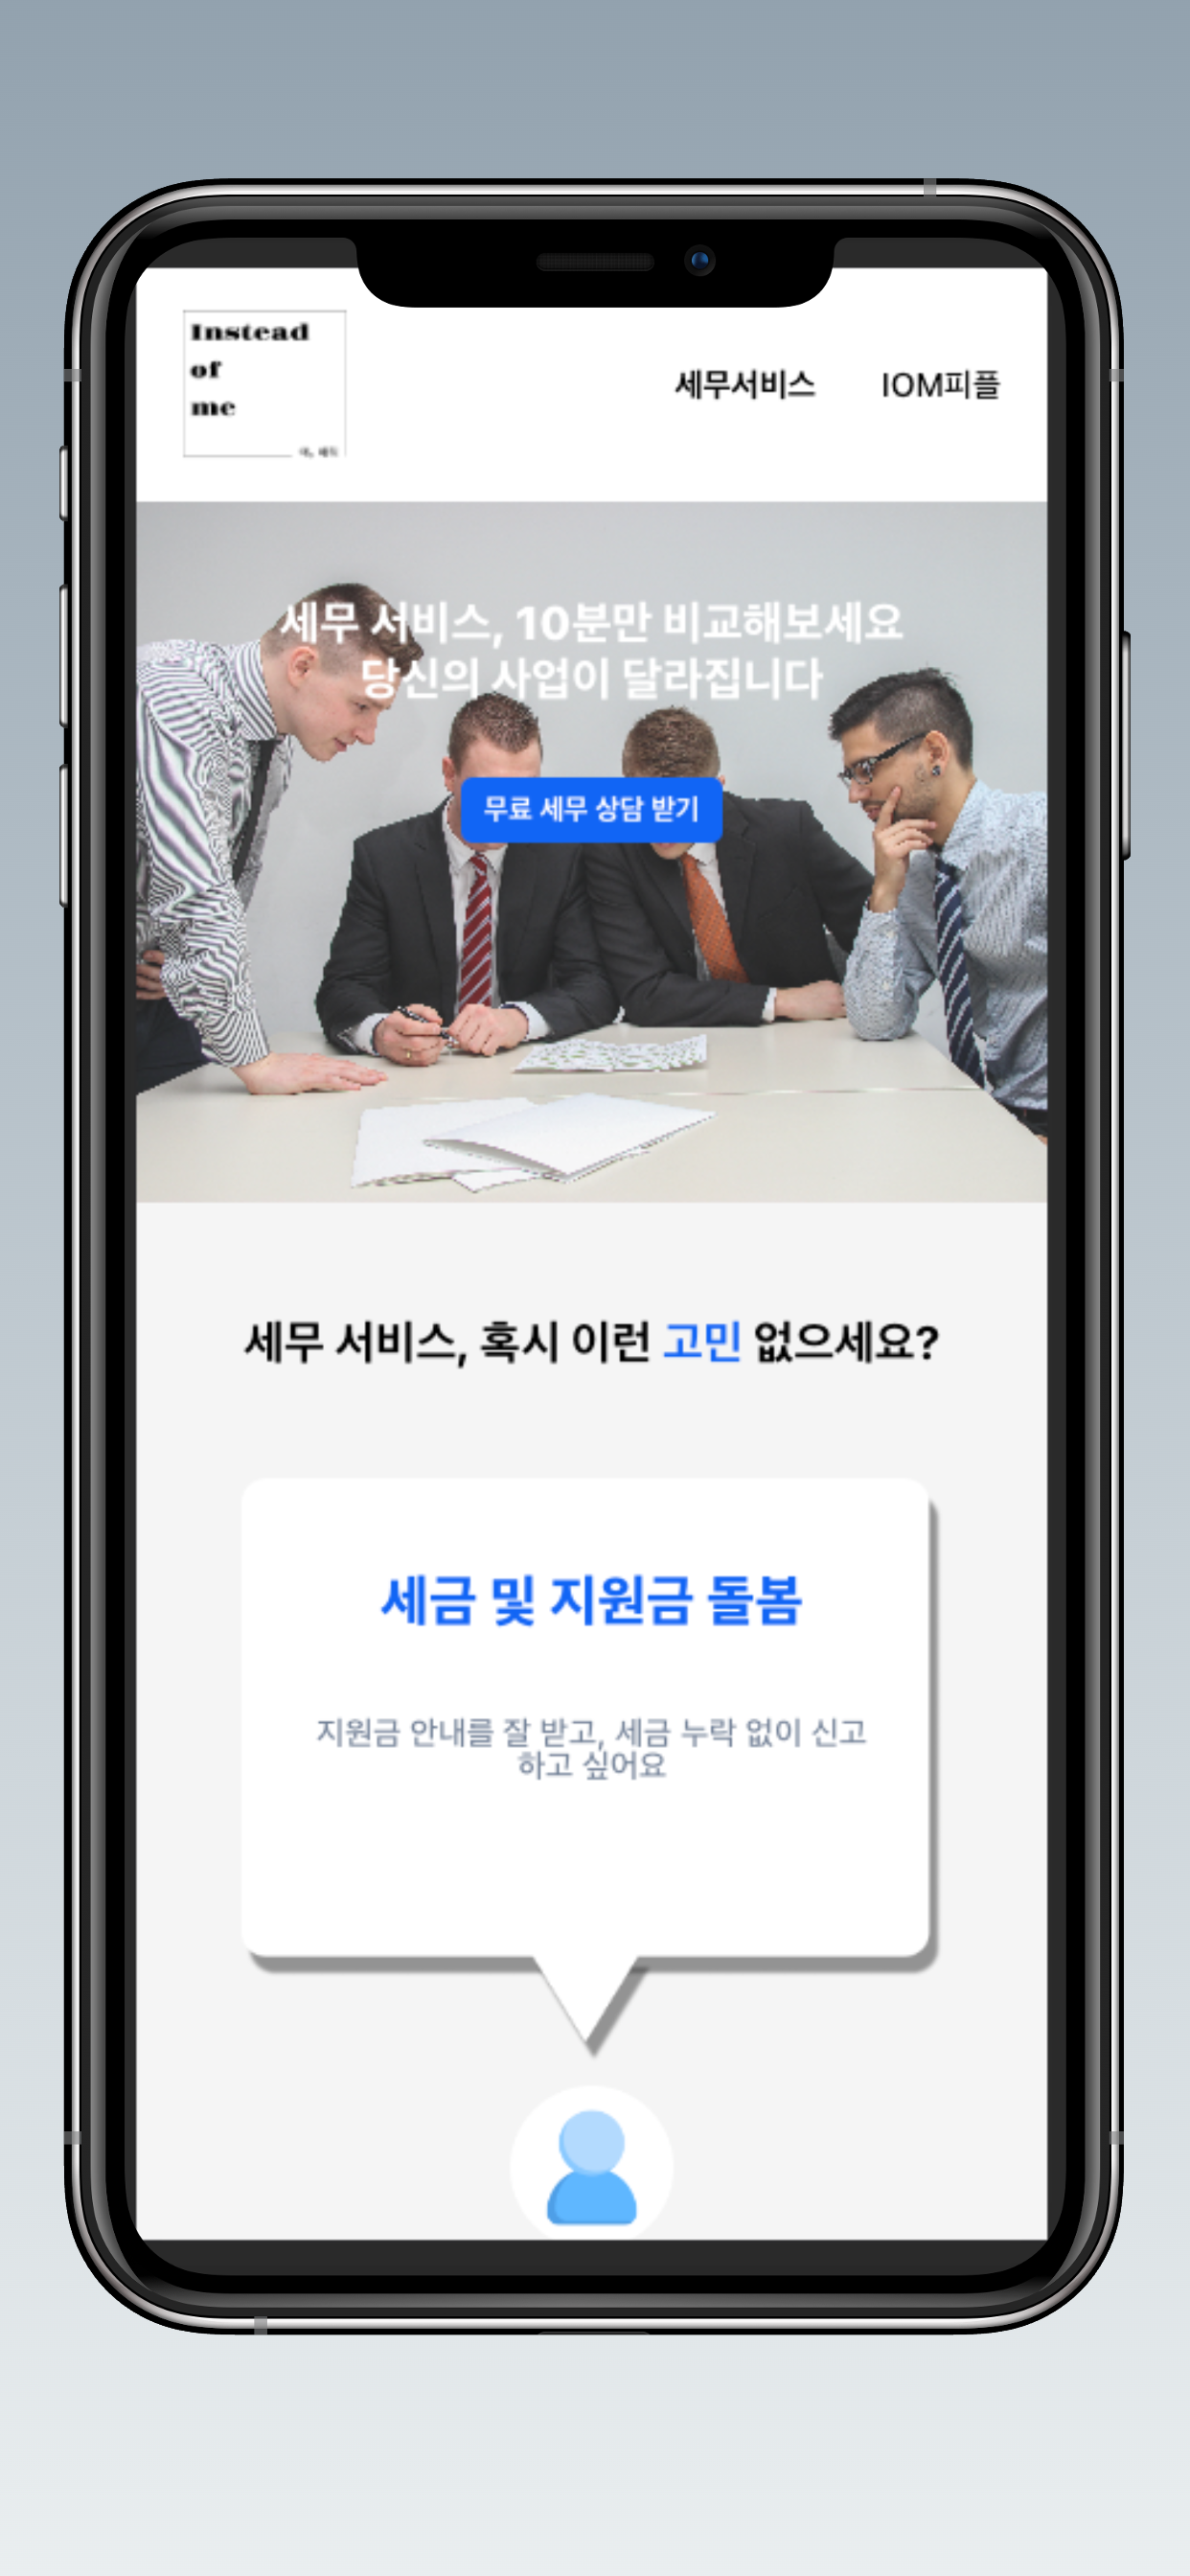 Instead
of
me
세무서비스
IOM피플
세무 서비스, 10분만 비교해보세요
당신의 사업이 달라집니다
무료 세무 상담 받기
세무 서비스, 혹시 이런 고민 없으세요?
세금 및 지원금 돌봄
지원금 안내를 잘 받고, 세금 누락 없이 신고
하고 싶어요